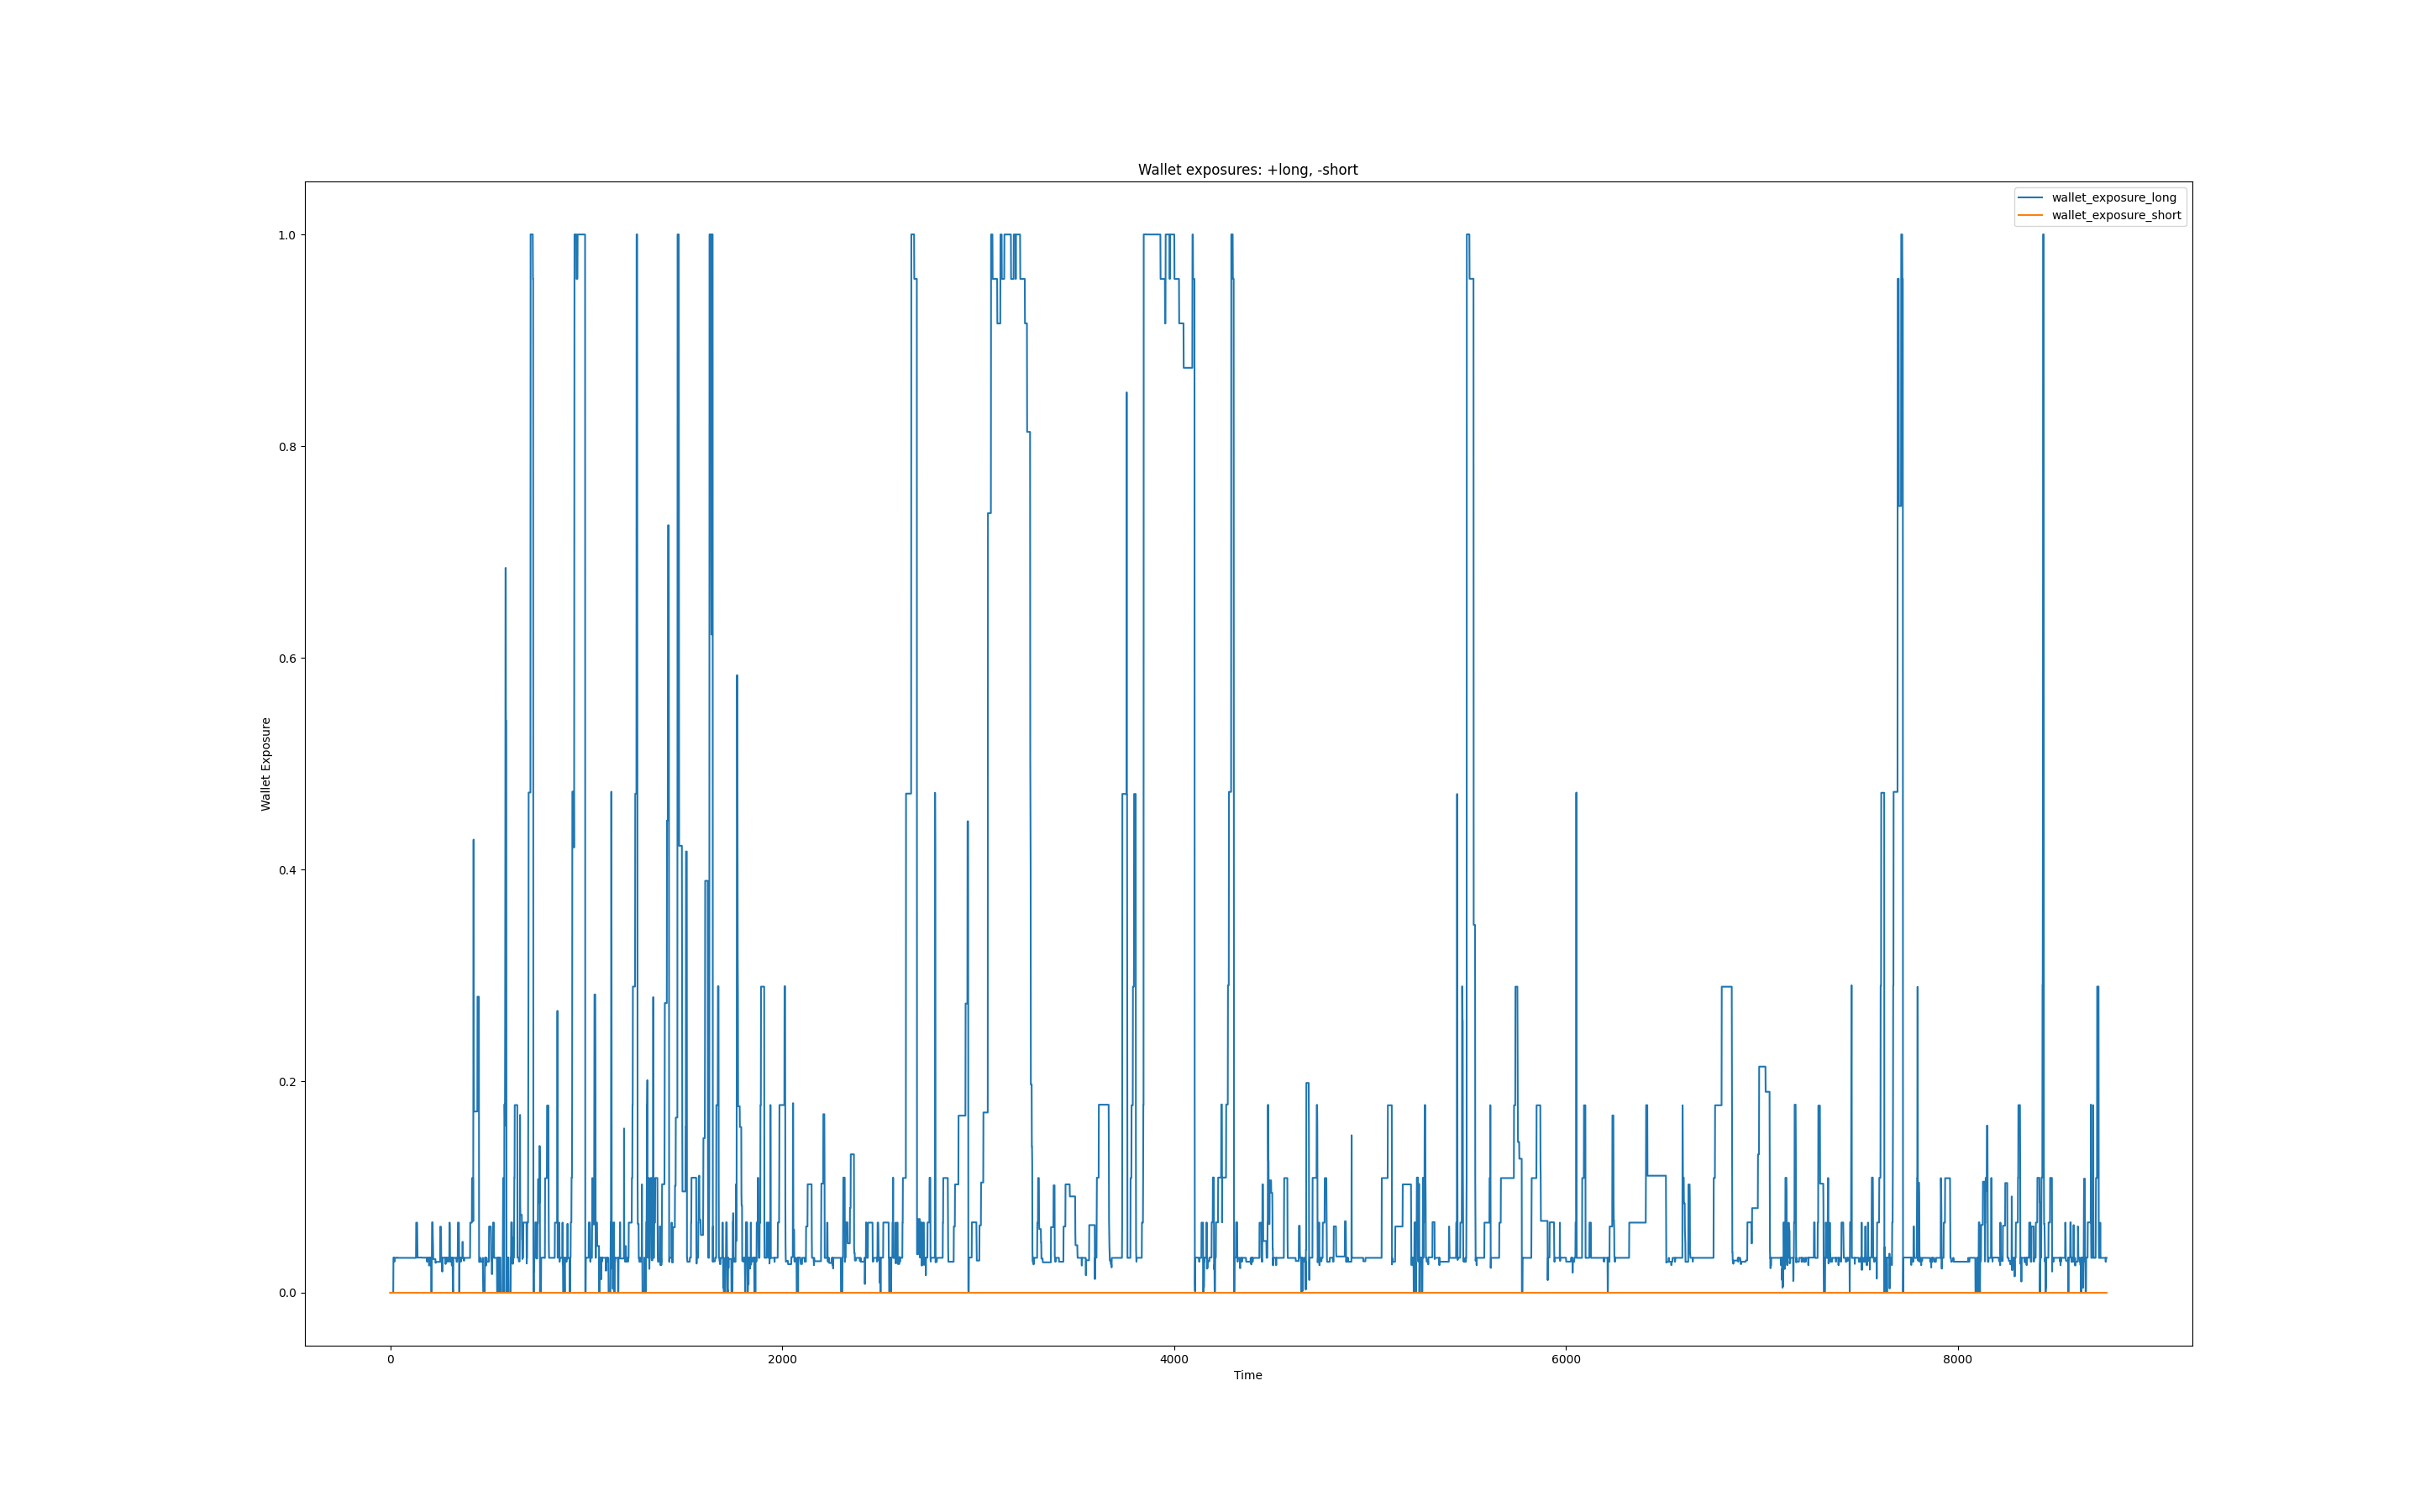 Wallet exposures: +long, -short
wallet_exposure_long
wallet_exposure_short
1.0
0.8
0.6
0.4
0.2
0.0
Wallet Exposure
0 2000 4000 6000 8000
Time